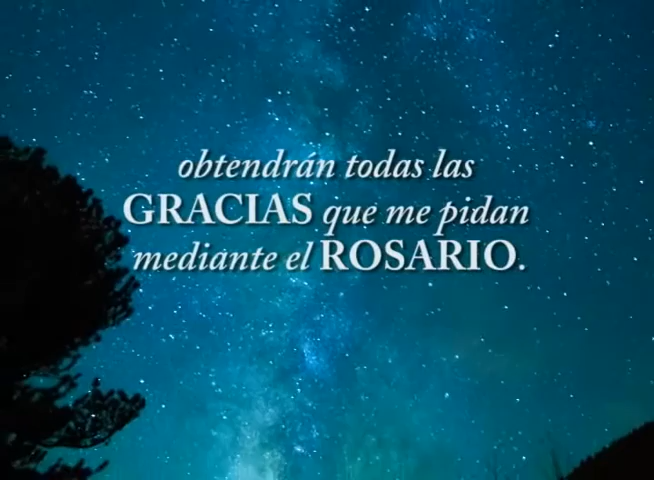 obtendrán todas las
GRACIAS que me pidan
mediante el ROSARIO.